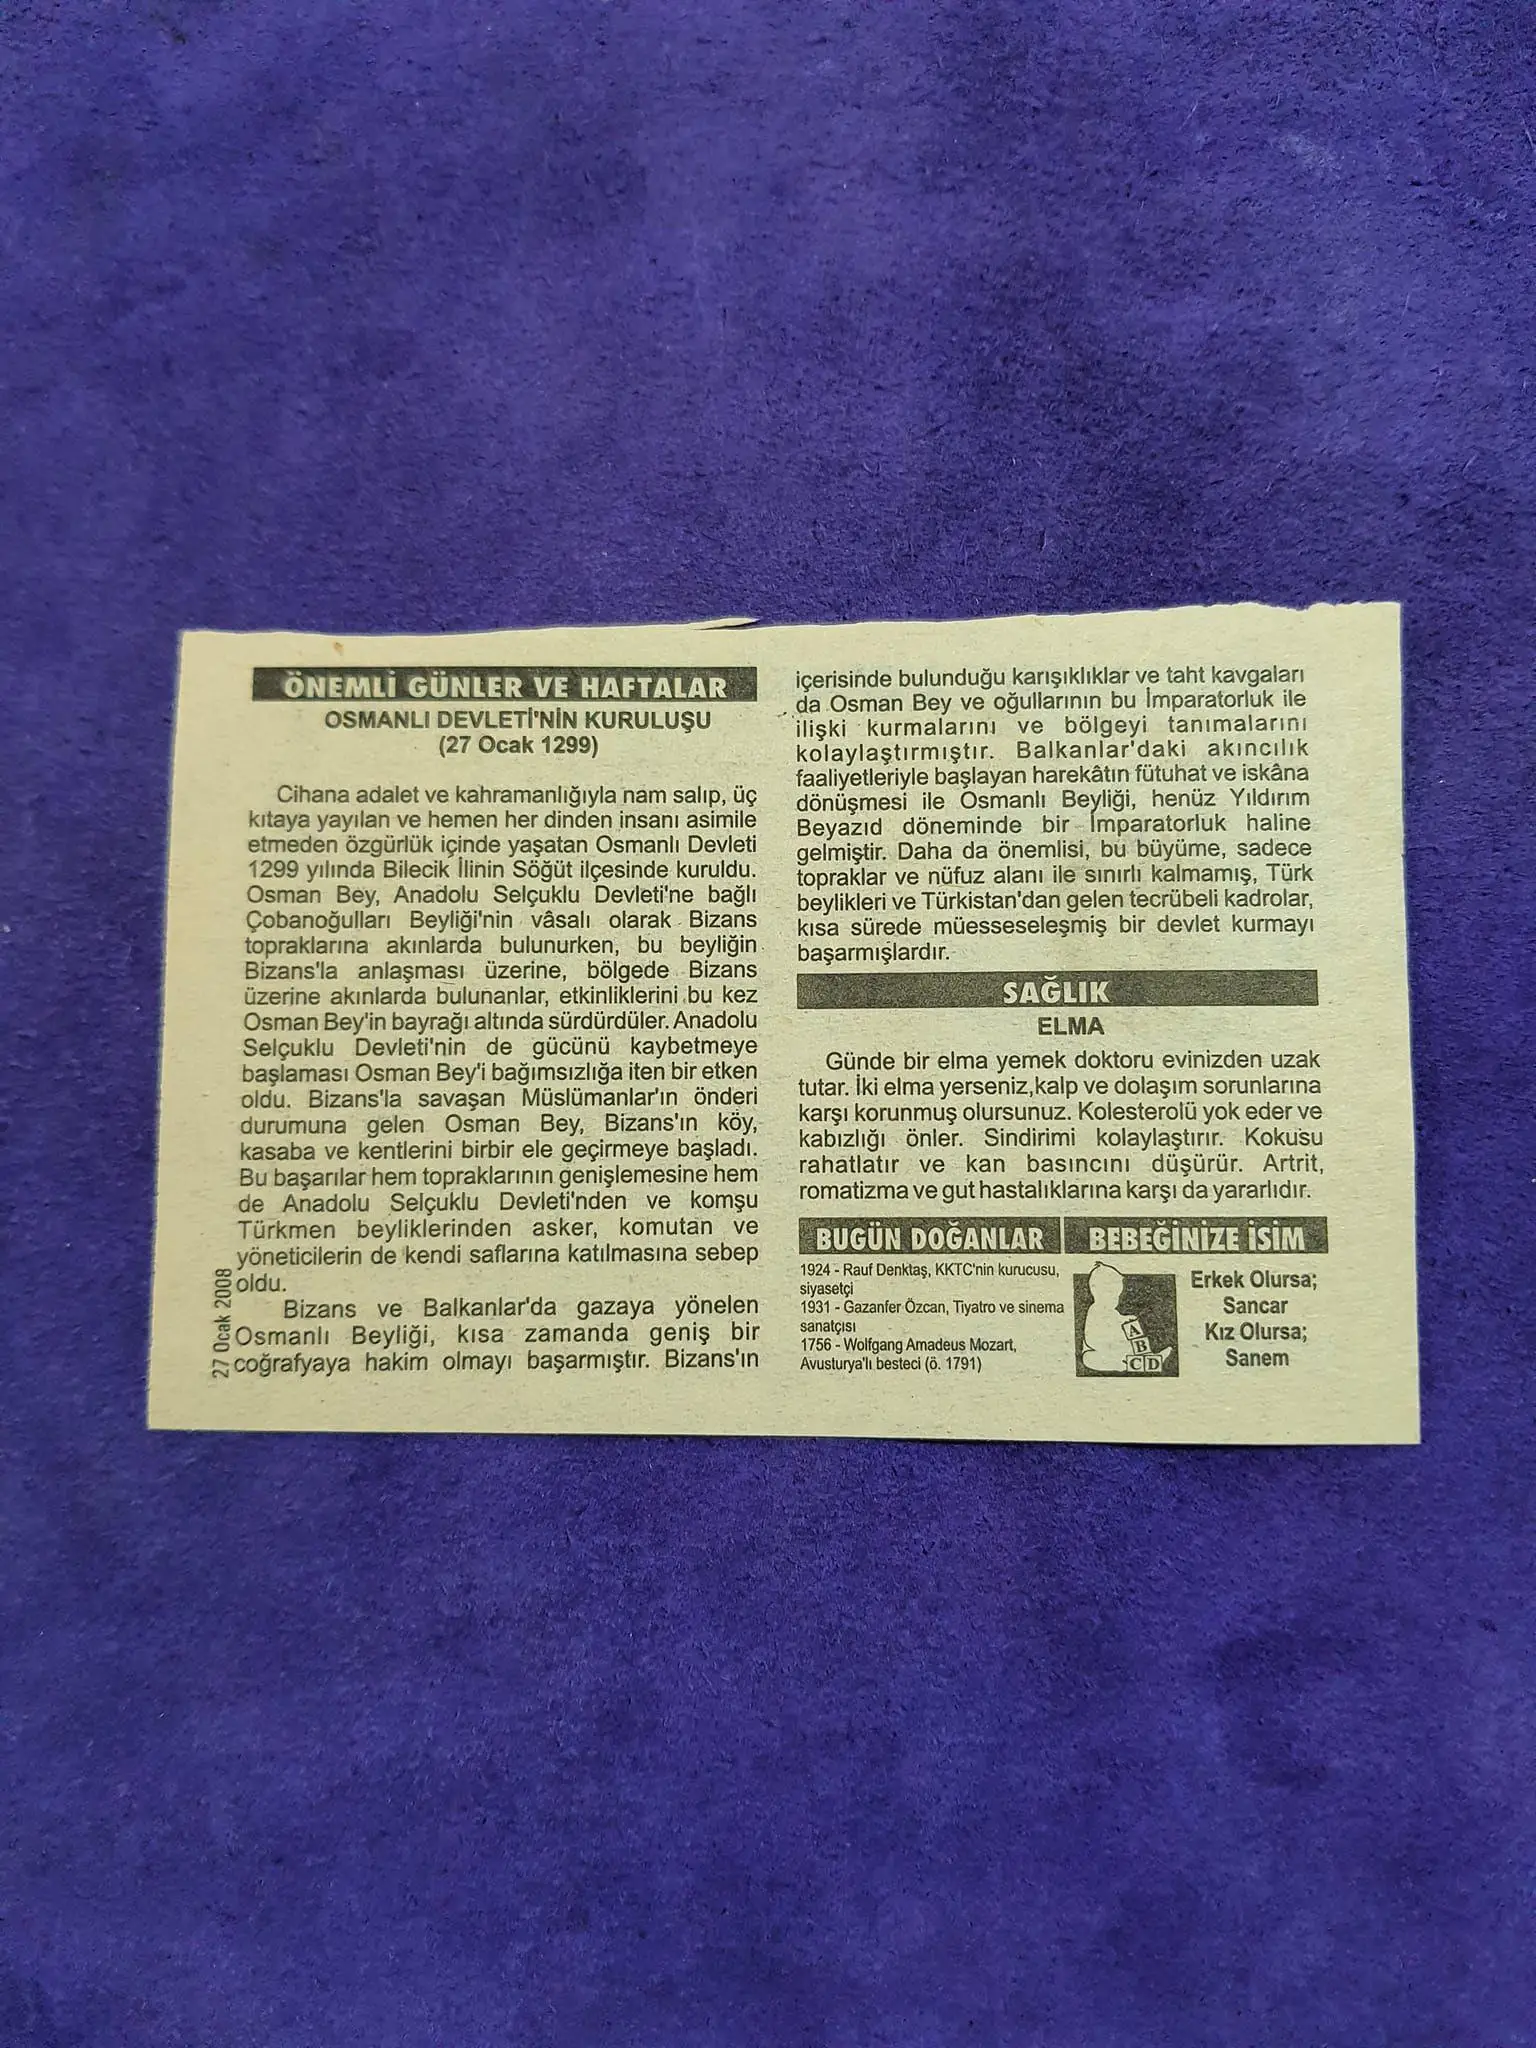 ÖNEMLİ GÜNLER VE HAFTALAR
OSMANLI DEVLETİ'NİN KURULUŞU
(27 Ocak 1299)
Cihana adalet ve kahramanlığıyla nam salıp, üç
kıtaya yayılan ve hemen her dinden insanı asimile
etmeden özgürlük içinde yaşatan Osmanlı Devleti
1299 yılında Bilecik İlinin Söğüt ilçesinde kuruldu.
Osman Bey, Anadolu Selçuklu Devleti'ne bağlı
Çobanoğulları Beyliği'nin vâsalı olarak Bizans
topraklarına akınlarda bulunurken, bu beyliğin
Bizans'la anlaşması üzerine, bölgede Bizans
üzerine akınlarda bulunanlar, etkinliklerini bu kez
Osman Bey'in bayrağı altında sürdürdüler. Anadolu
Selçuklu Devleti'nin de gücünü kaybetmeye
başlaması Osman Bey'i bağımsızlığa iten bir etken
oldu. Bizans'la savaşan Müslümanlar'ın önderi
durumuna gelen Osman Bey, Bizans'ın köy,
kasaba ve kentlerini birbir ele geçirmeye başladı.
Bu başarılar hem topraklarının genişlemesine hem
de Anadolu Selçuklu Devleti'nden ve komşu
Türkmen beyliklerinden asker, komutan ve
yöneticilerin de kendi saflarına katılmasına sebep
oldu.
Bizans ve Balkanlar'da gazaya yönelen
Osmanlı Beyliği, kısa zamanda geniş bir
coğrafyaya hakim olmayı başarmıştır. Bizans'ın
27 Ocak 2008
içerisinde bulunduğu karışıklıklar ve taht kavgaları
da Osman Bey ve oğullarının bu İmparatorluk ile
ilişki kurmalarını ve bölgeyi tanımalarını
kolaylaştırmıştır. Balkanlar'daki akıncılık
faaliyetleriyle başlayan harekâtın fütuhat ve iskâna
dönüşmesi ile Osmanlı Beyliği, henüz Yıldırım
Beyazıd döneminde bir İmparatorluk haline
gelmiştir. Daha da önemlisi, bu büyüme, sadece
topraklar ve nüfuz alanı ile sınırlı kalmamış, Türk
beylikleri ve Türkistan'dan gelen tecrübeli kadrolar,
kısa sürede müesseseleşmiş bir devlet kurmayı
başarmışlardır.
SAĞLIK
ELMA
Günde bir elma yemek doktoru evinizden uzak
tutar. İki elma yerseniz,kalp ve dolaşım sorunlarına
karşı korunmuş olursunuz. Kolesterolü yok eder ve
kabızlığı önler. Sindirimi kolaylaştırır. Kokusu
rahatlatır ve kan basıncını düşürür. Artrit,
romatizma ve gut hastalıklarına karşı da yararlıdır.
BUGÜN DOĞANLAR
1924 - Rauf Denktaş, KKTC'nin kurucusu,
siyasetçi
1931 - Gazanfer Özcan, Tiyatro ve sinema
sanatçısı
1756 - Wolfgang Amadeus Mozart,
Avusturya'lı besteci (ö. 1791)
BEBEĞİNİZE İSİM
A
B
C D
Erkek Olursa;
Sancar
Kız Olursa;
Sanem